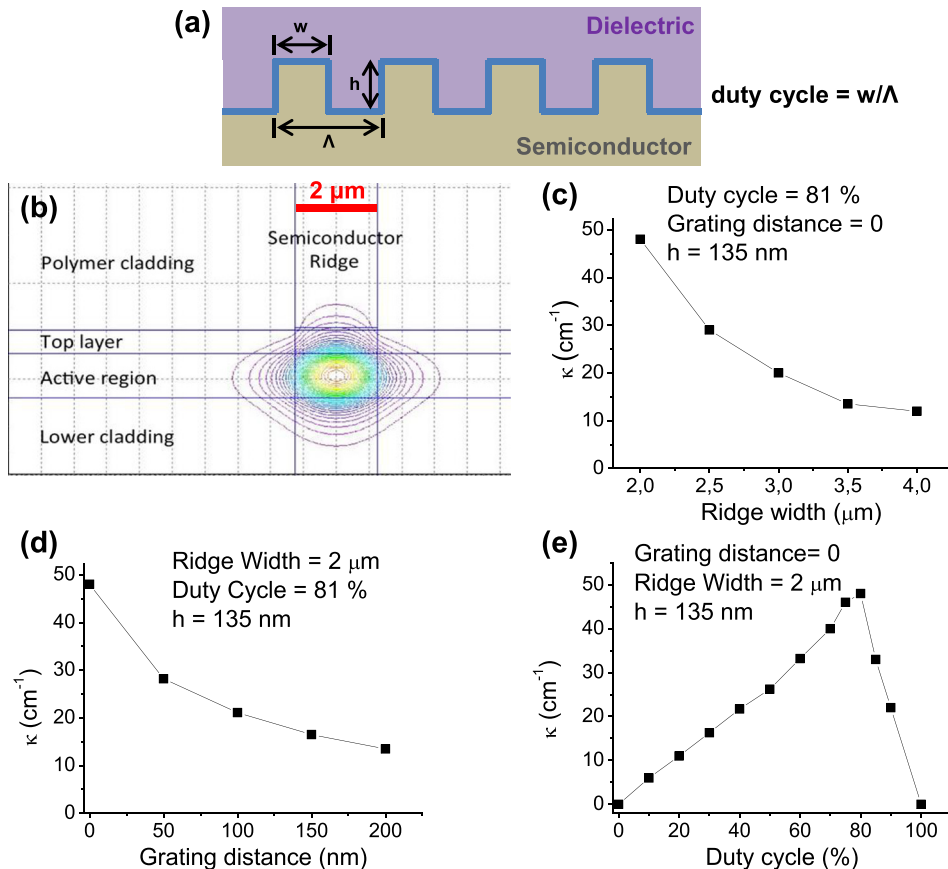 (a)
w
Dielectric
h
duty cycle = w/Λ
Λ
Semiconductor
(b)
2 µm
Semiconductor
Ridge
Polymer cladding
Top layer
Active region
Lower cladding
(c)
Duty cycle = 81 %
Grating distance = 0
h = 135 nm
50
40
30
20
10
0
κ (cm⁻¹)
2,0 2,5 3,0 3,5 4,0
Ridge width (µm)
(d)
Ridge Width = 2 µm
Duty Cycle = 81 %
h = 135 nm
50
40
30
20
10
0
κ (cm⁻¹)
0 50 100 150 200
Grating distance (nm)
(e)
Grating distance= 0
Ridge Width = 2 µm
h = 135 nm
50
40
30
20
10
0
κ (cm⁻¹)
0 20 40 60 80 100
Duty cycle (%)